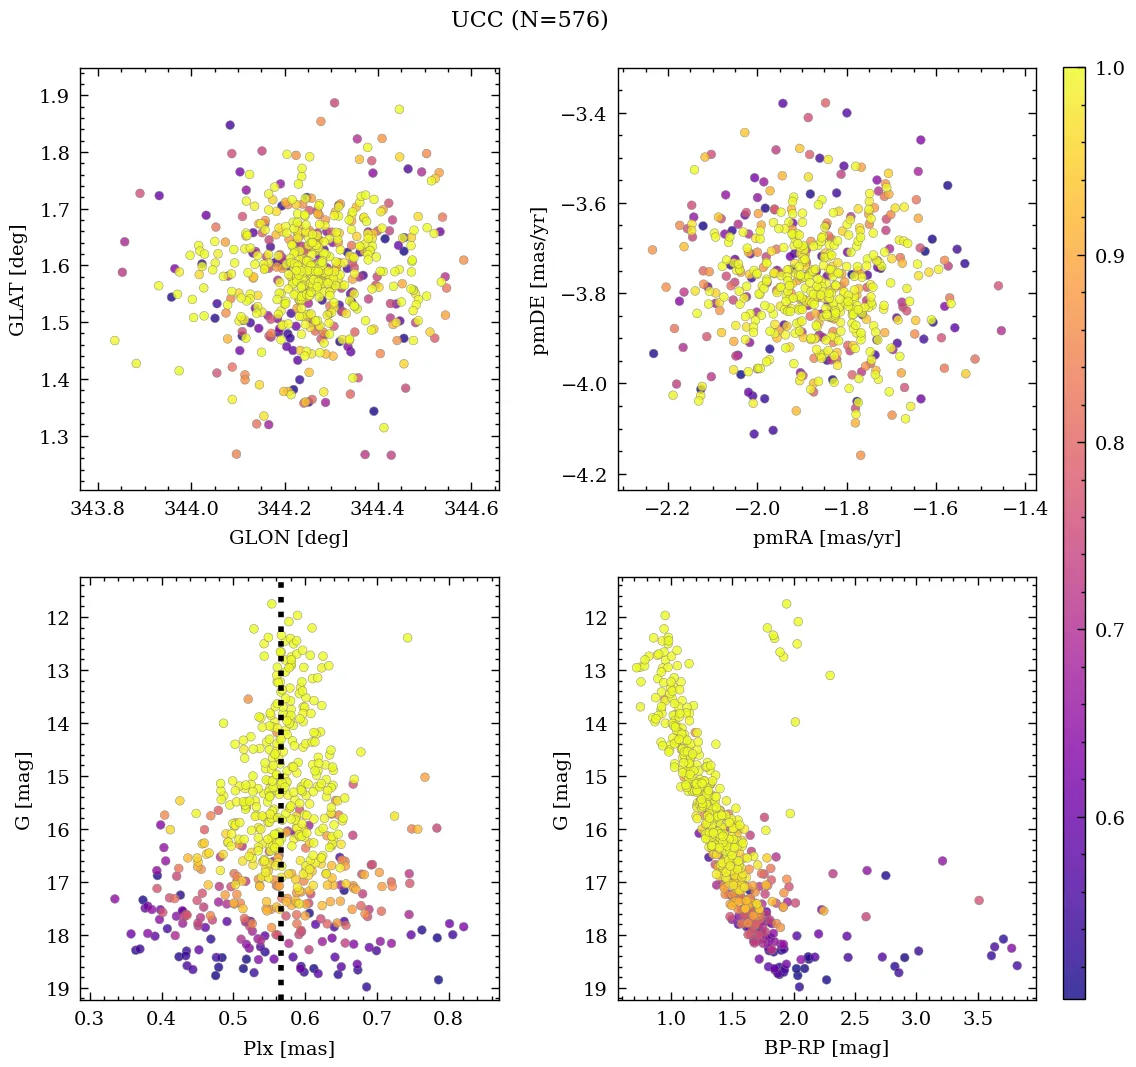 UCC (N=576)
1.9
1.8
1.7
1.6
1.5
1.4
1.3
GLAT [deg]
343.8 344.0 344.2 344.4 344.6
GLON [deg]
−3.4
−3.6
−3.8
−4.0
−4.2
pmDE [mas/yr]
−2.2 −2.0 −1.8 −1.6 −1.4
pmRA [mas/yr]
1.0
0.9
0.8
0.7
0.6
12
13
14
15
16
17
18
19
G [mag]
0.3 0.4 0.5 0.6 0.7 0.8
Plx [mas]
12
13
14
15
16
17
18
19
G [mag]
1.0 1.5 2.0 2.5 3.0 3.5
BP-RP [mag]